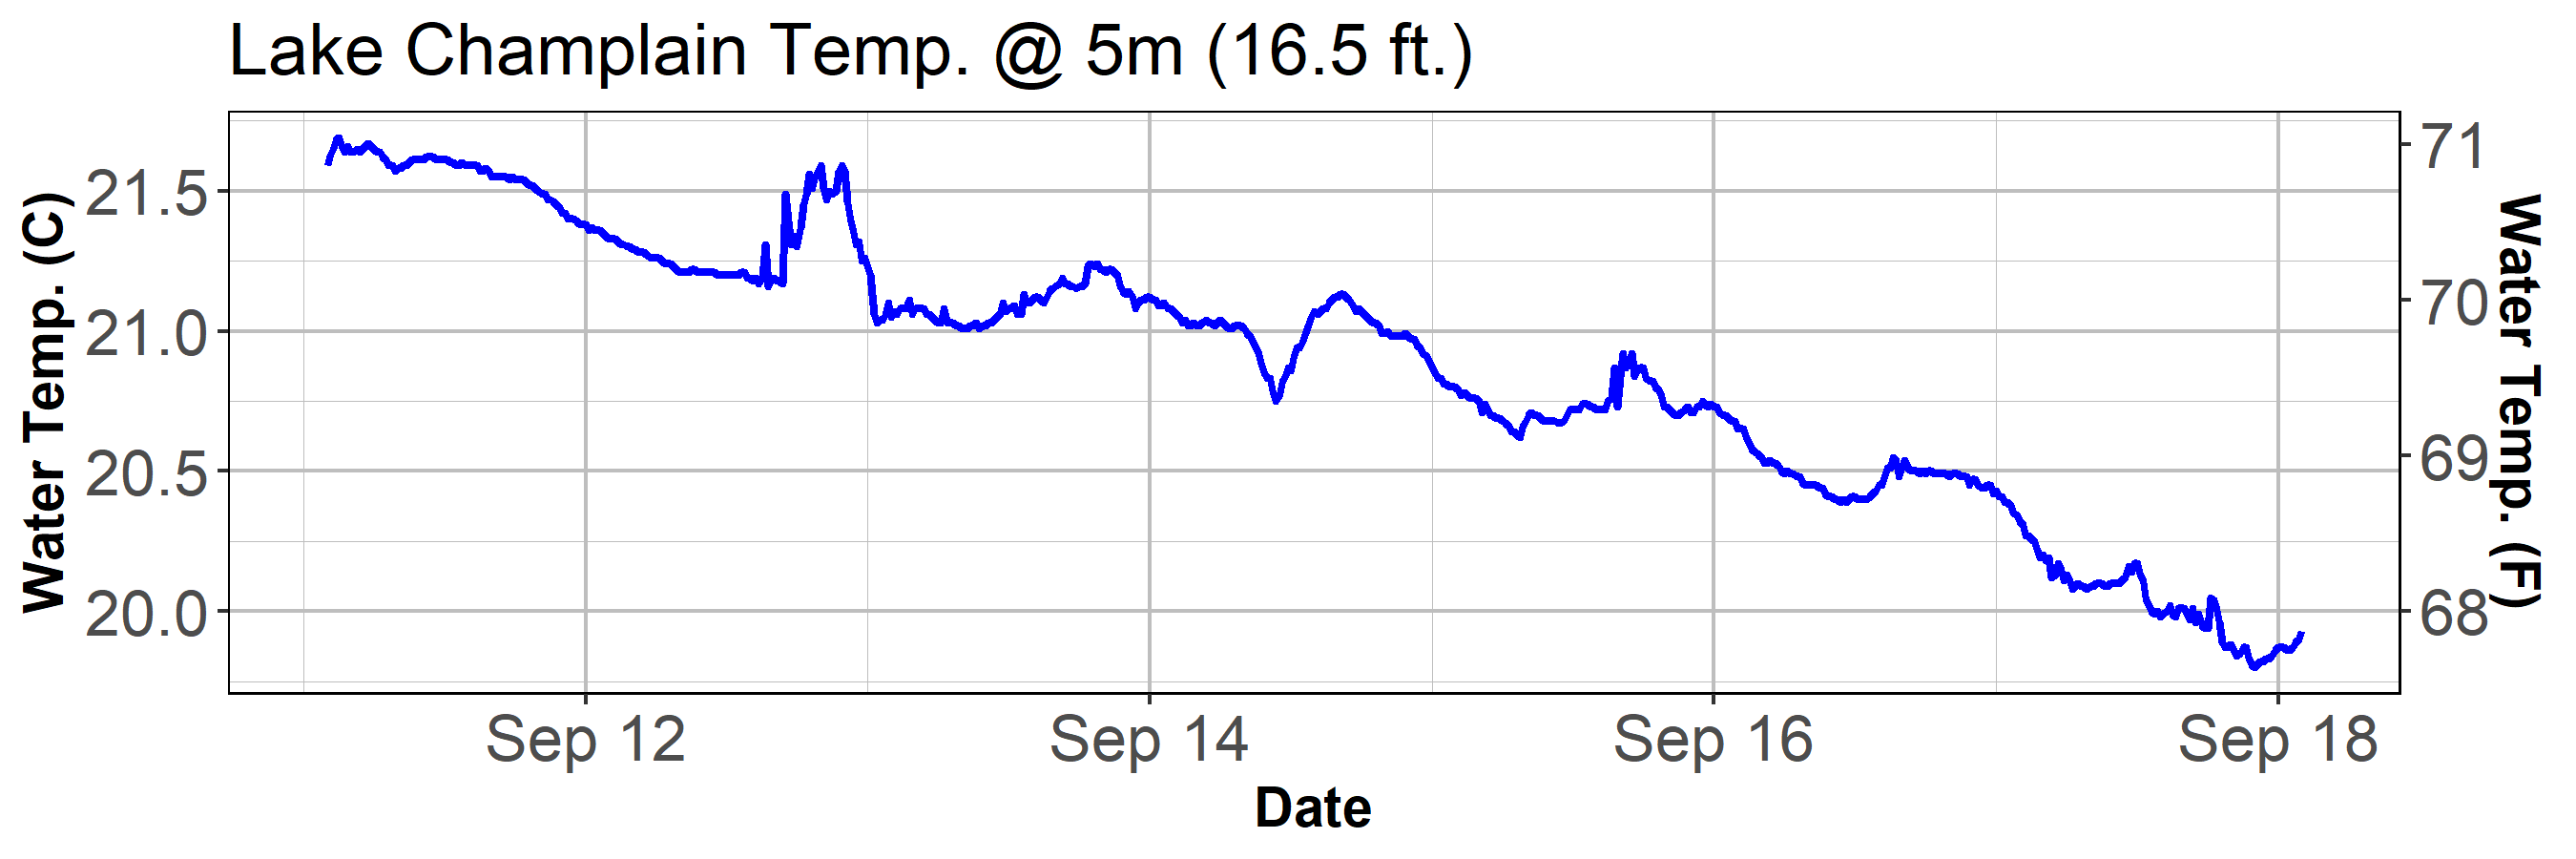 Lake Champlain Temp. @ 5m (16.5 ft.)
Water Temp. (C)
21.5
21.0
20.5
20.0
71
70
69
68
Water Temp. (F)
Sep 12
Sep 14
Sep 16
Sep 18
Date